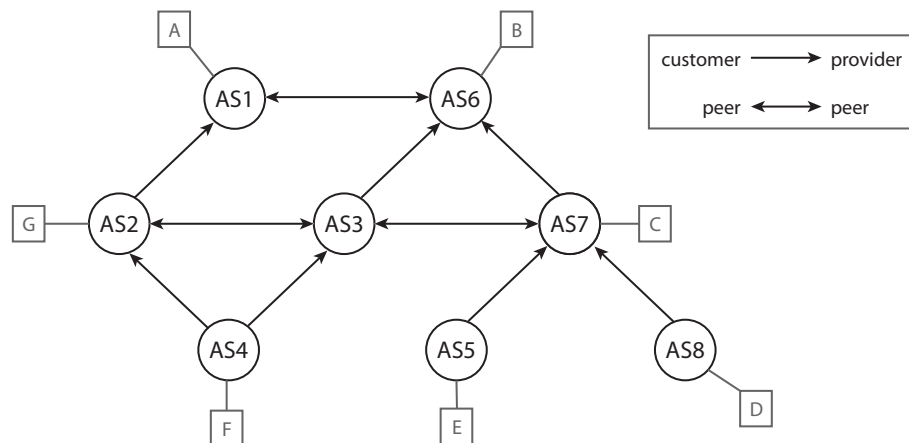 A
B
AS1
AS6
customer provider
peer peer
G
AS2
AS3
AS7
C
AS4
AS5
AS8
F
E
D